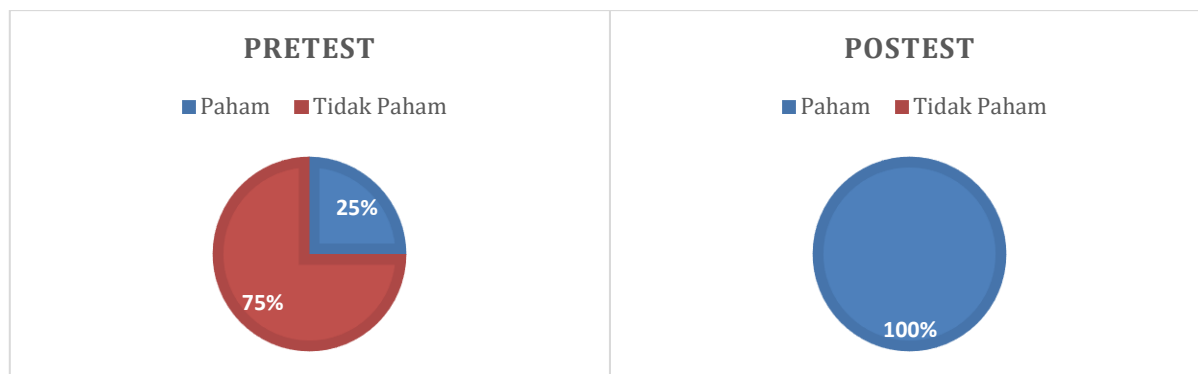 PRETEST
Paham Tidak Paham
25%
75%
POSTEST
Paham Tidak Paham
100%